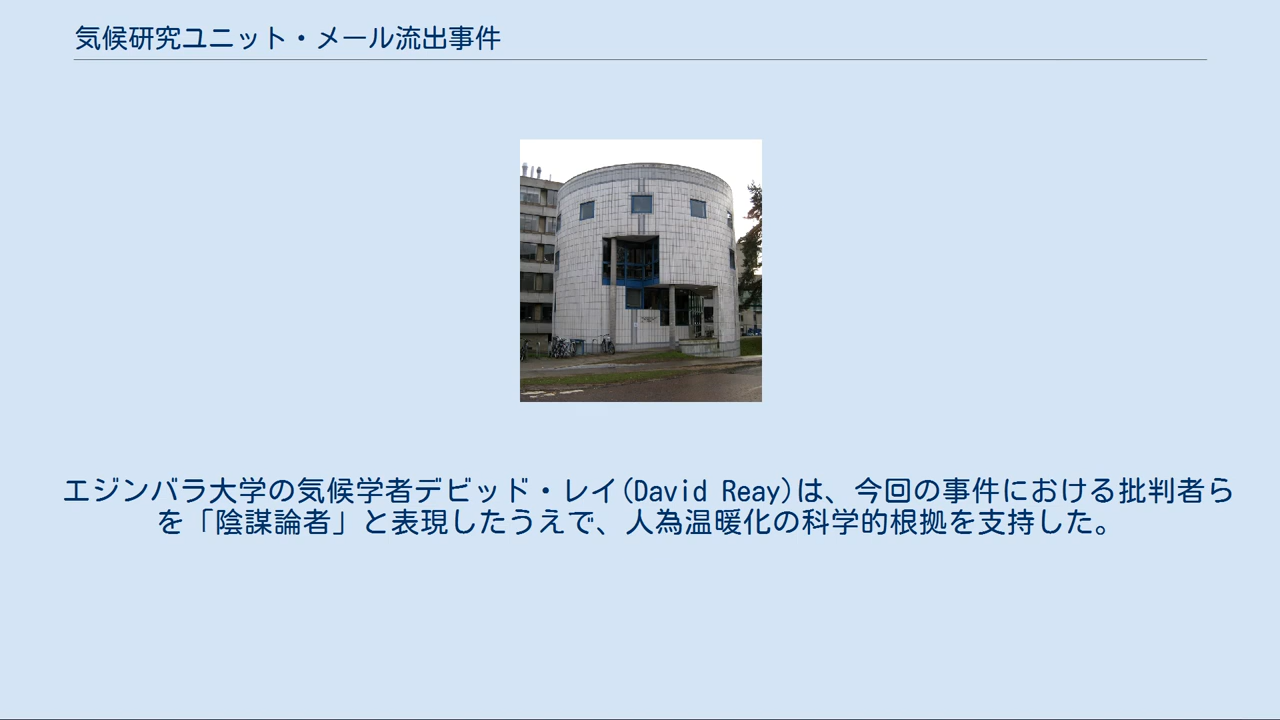 気候研究ユニット・メール流出事件
エジンバラ大学の気候学者デビッド・レイ(David Reay)は、今回の事件における批判者ら
を「陰謀論者」と表現したうえで、人為温暖化の科学的根拠を支持した。